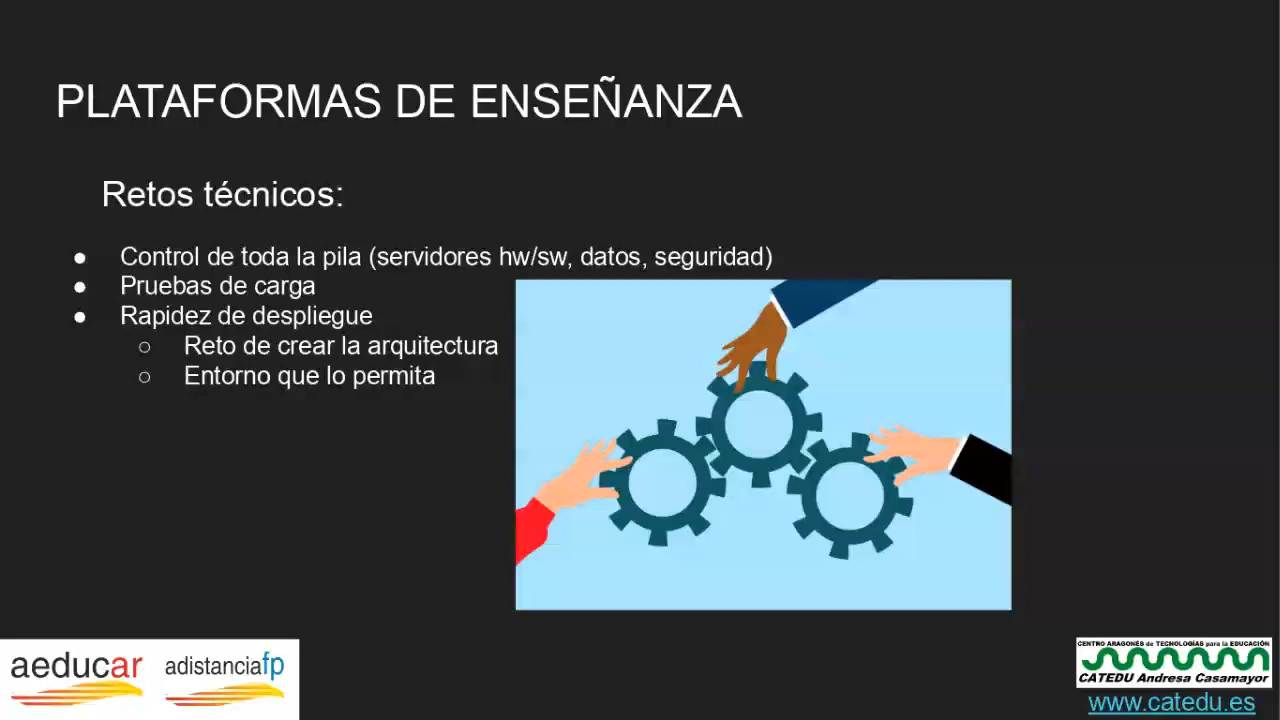 PLATAFORMAS DE ENSEÑANZA
Retos técnicos:
● Control de toda la pila (servidores hw/sw, datos, seguridad)
● Pruebas de carga
● Rapidez de despliegue
○ Reto de crear la arquitectura
○ Entorno que lo permita
aeducar adistanciafp
CENTRO ARAGONÉS de TECNOLOGÍAS para la EDUCACIÓN
CATEDU Andresa Casamayor
www.catedu.es